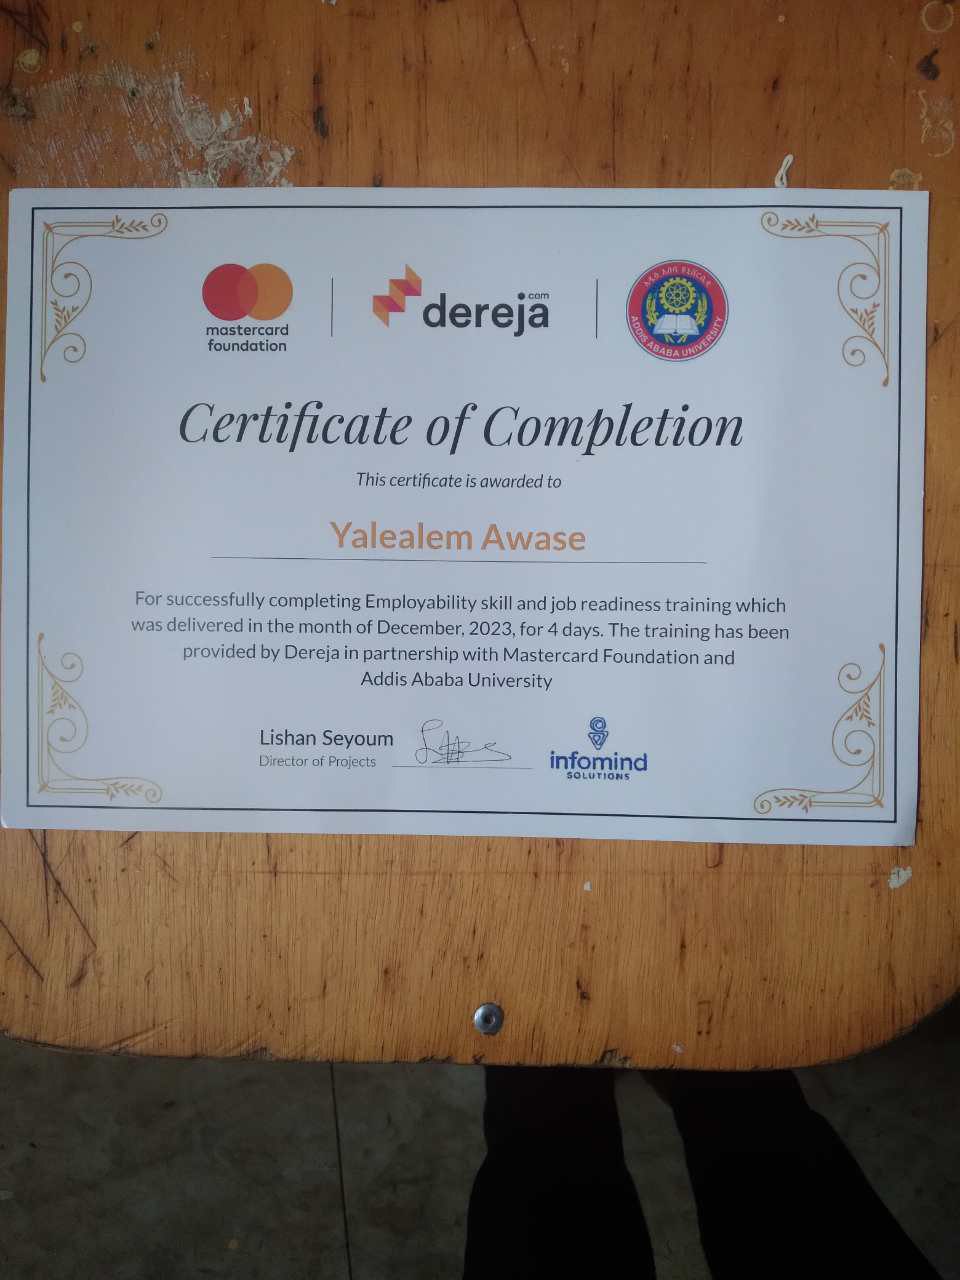 mastercard
foundation
dereja
.com
አዲስ አበባ ዩኒቨርሲቲ
ADDIS ABABA UNIVERSITY
Certificate of Completion
This certificate is awarded to
Yalealem Awase
For successfully completing Employability skill and job readiness training which
was delivered in the month of December, 2023, for 4 days. The training has been
provided by Dereja in partnership with Mastercard Foundation and
Addis Ababa University
Lishan Seyoum
Director of Projects
infomind
SOLUTIONS